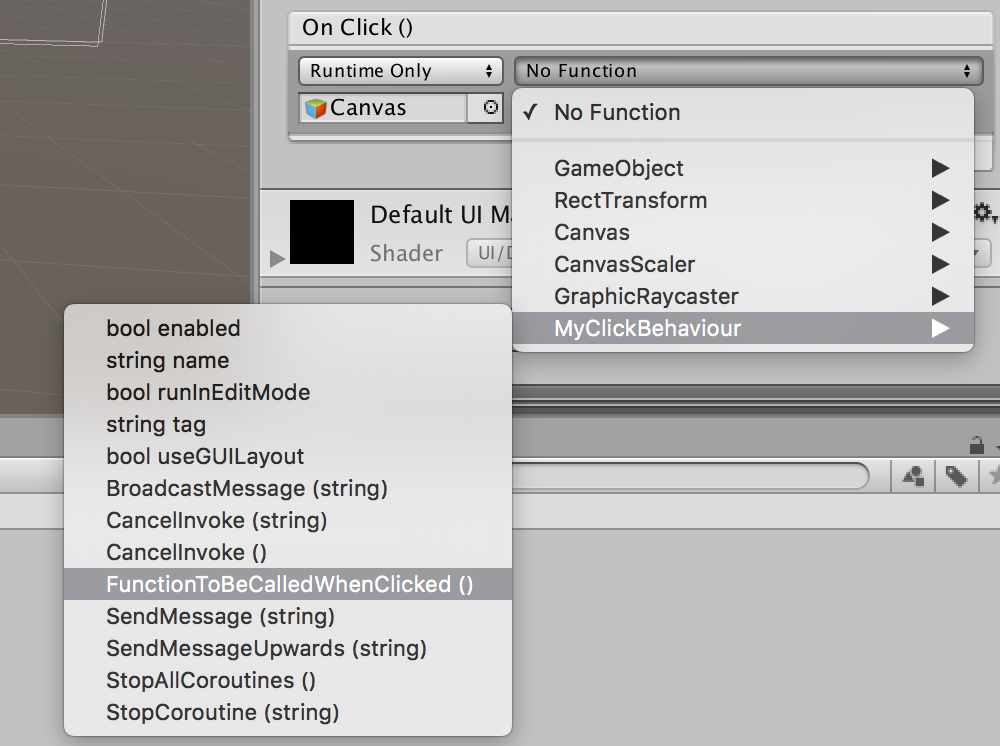 On Click ()
Runtime Only
No Function
Canvas
No Function
GameObject
RectTransform
Canvas
CanvasScaler
GraphicRaycaster
MyClickBehaviour
Default UI Ma
Shader
UI/D
bool enabled
string name
bool runInEditMode
string tag
bool useGUILayout
BroadcastMessage (string)
CancelInvoke (string)
CancelInvoke ()
FunctionToBeCalledWhenClicked ()
SendMessage (string)
SendMessageUpwards (string)
StopAllCoroutines ()
StopCoroutine (string)